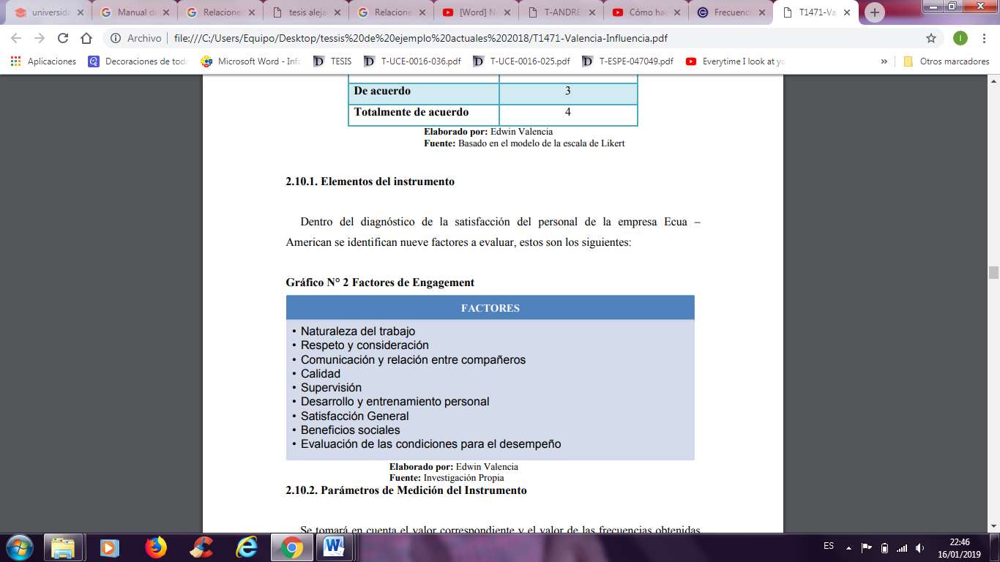 universida
Manual d
Relacione
tesis aleja
Relacione
[Word] N
T-ANDRE
Cómo hac
Frecuenci
T1471-Va
Archivo
file:///C:/Users/Equipo/Desktop/tessis%20de%20ejemplo%20actuales%202018/T1471-Valencia-Influencia.pdf
I
Aplicaciones
Decoraciones de tod
Microsoft Word - Info
TESIS
T-UCE-0016-036.pdf
T-UCE-0016-025.pdf
T-ESPE-047049.pdf
Everytime I look at yo
»
Otros marcadores
De acuerdo 3
Totalmente de acuerdo 4
Elaborado por: Edwin Valencia
Fuente: Basado en el modelo de la escala de Likert
2.10.1. Elementos del instrumento
Dentro del diagnóstico de la satisfacción del personal de la empresa Ecua –
American se identifican nueve factores a evaluar, estos son los siguientes:
Gráfico N° 2 Factores de Engagement
FACTORES
• Naturaleza del trabajo
• Respeto y consideración
• Comunicación y relación entre compañeros
• Calidad
• Supervisión
• Desarrollo y entrenamiento personal
• Satisfacción General
• Beneficios sociales
• Evaluación de las condiciones para el desempeño
Elaborado por: Edwin Valencia
Fuente: Investigación Propia
2.10.2. Parámetros de Medición del Instrumento
Se tomará en cuenta el valor correspondiente y el valor de las frecuencias obtenidas
ES
22:46
16/01/2019